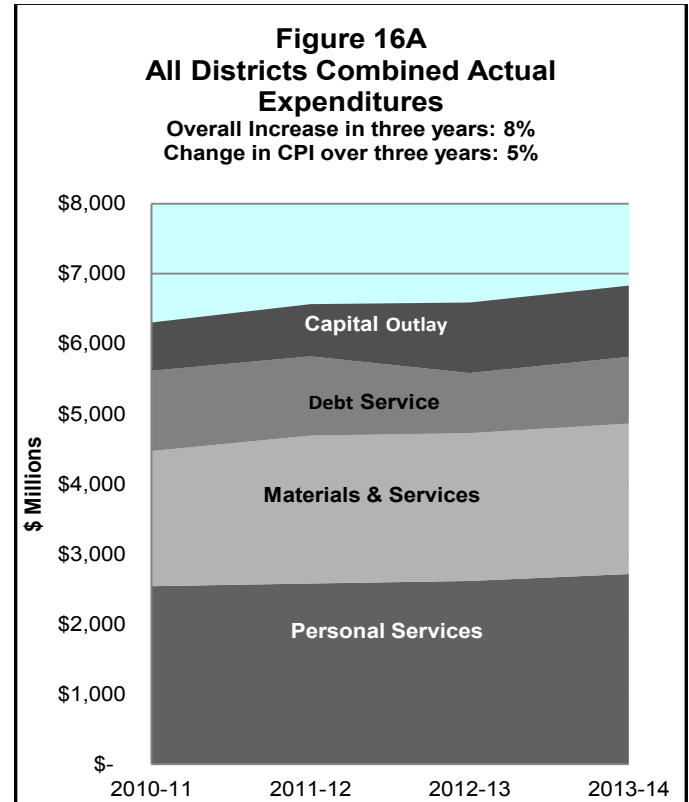 Figure 16A
All Districts Combined Actual
Expenditures
Overall Increase in three years: 8%
Change in CPI over three years: 5%
$8,000
$7,000
$6,000
$5,000
$4,000
$3,000
$2,000
$1,000
$-
$ Millions
Capital Outlay
Debt Service
Materials & Services
Personal Services
2010-11 2011-12 2012-13 2013-14